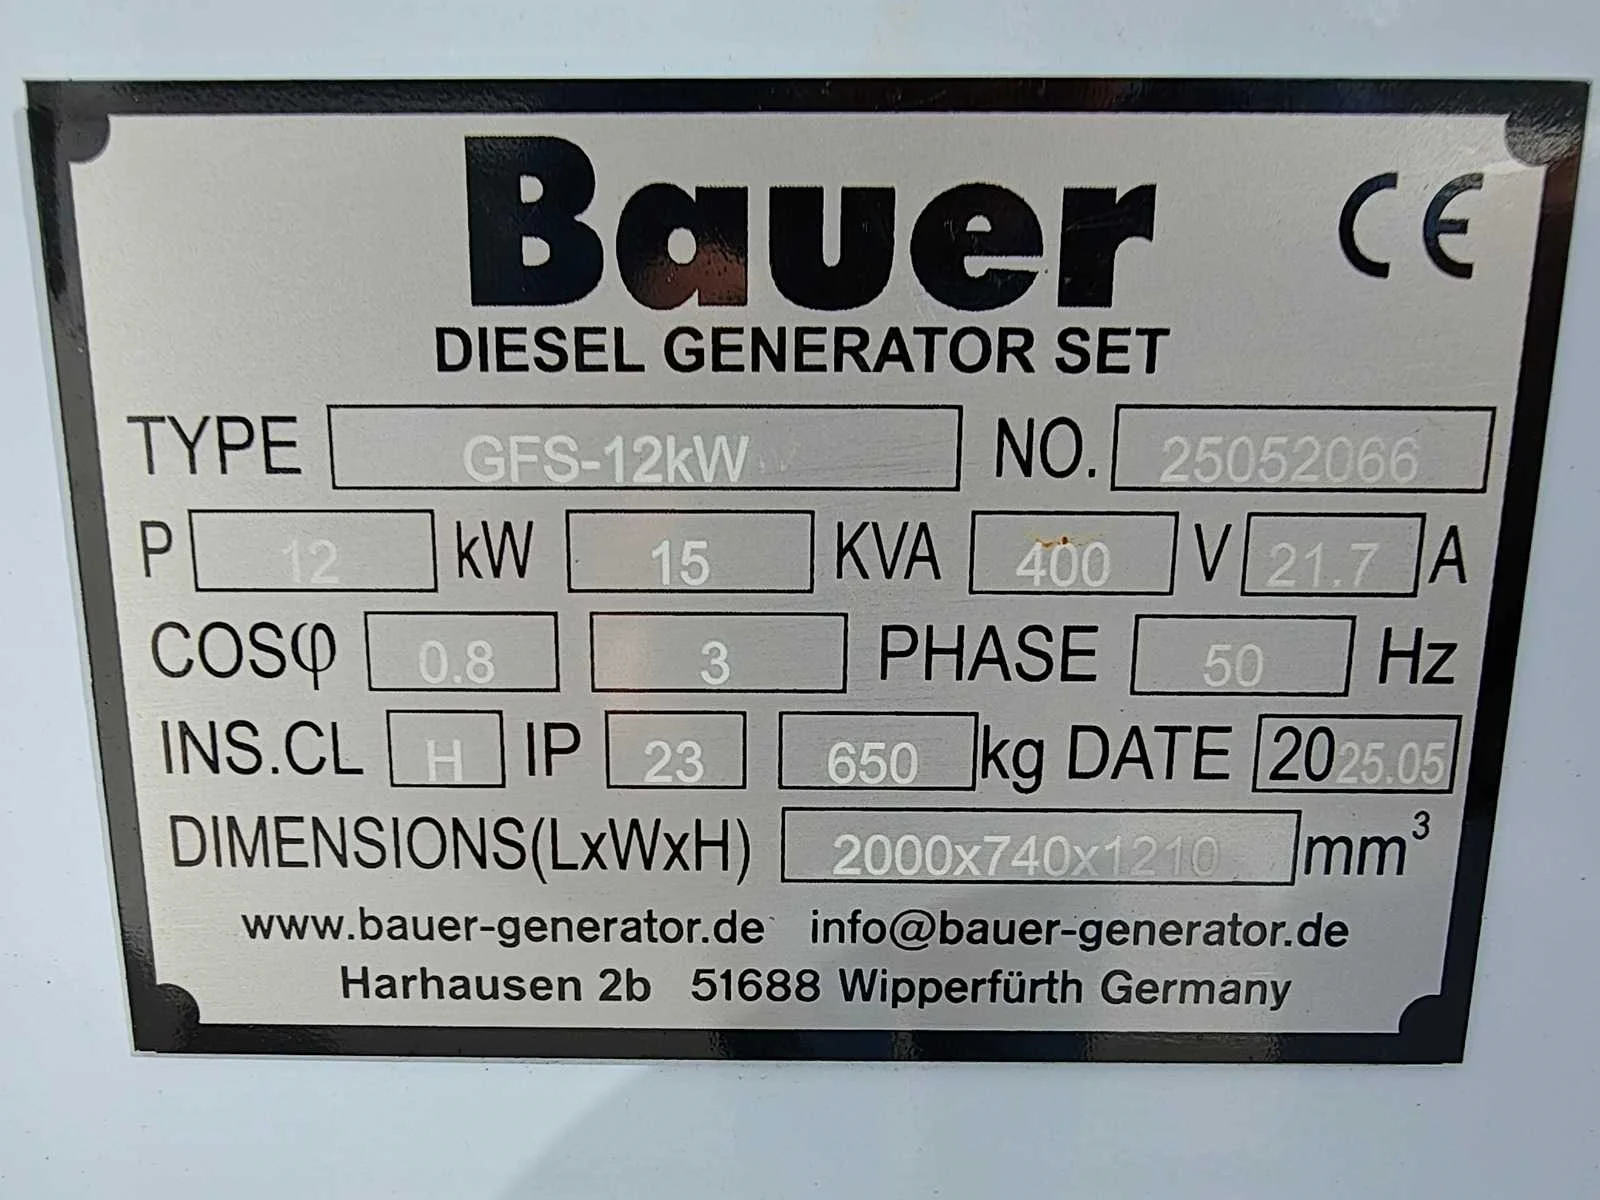 Bauer CE
DIESEL GENERATOR SET
TYPE GFS-12kW NO. 25052066
P 12 kW 15 KVA 400 V 21.7 A
COSφ 0.8 3 PHASE 50 Hz
INS.CL H IP 23 650 kg DATE 2025.05
DIMENSIONS(LxWxH) 2000x740x1210 mm³
www.bauer-generator.de info@bauer-generator.de
Harhausen 2b 51688 Wipperfürth Germany